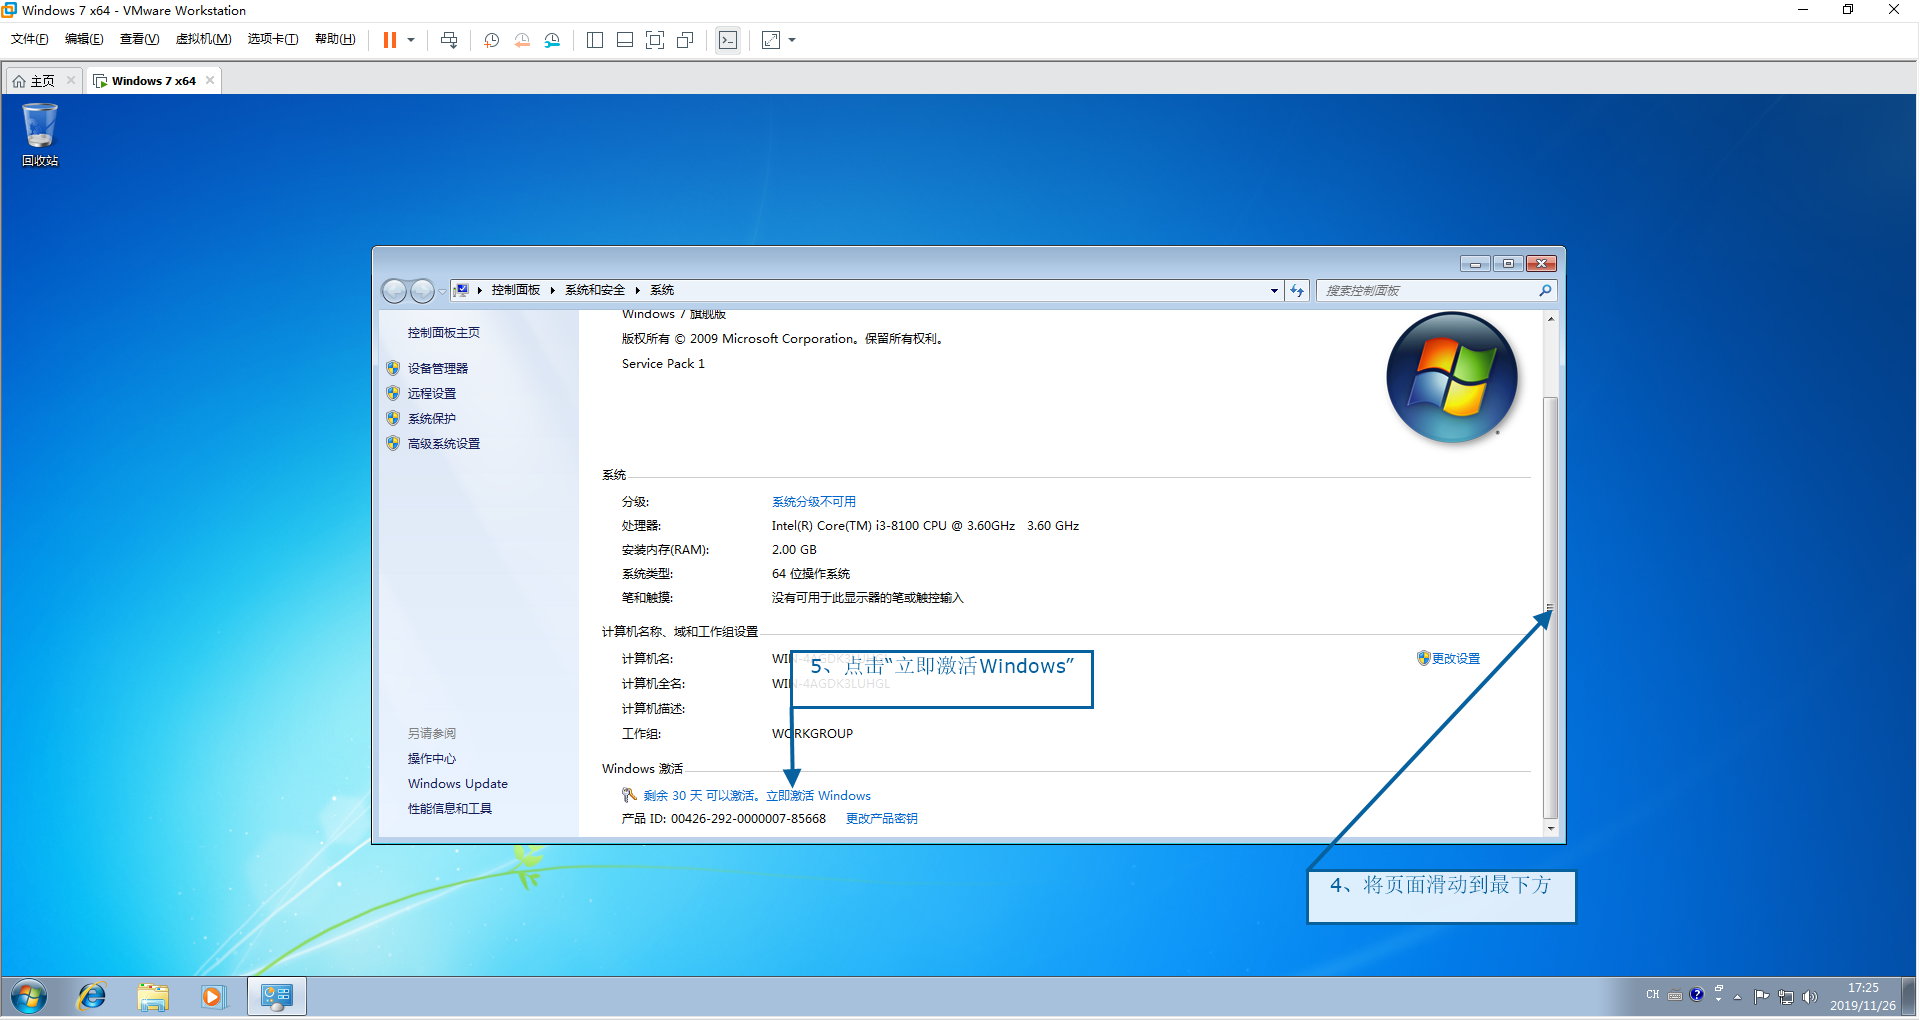 Windows 7 x64 - VMware Workstation
文件(F) 编辑(E) 查看(V) 虚拟机(M) 选项卡(T) 帮助(H)
主页 Windows 7 x64
回收站
控制面板 系统和安全 系统 搜索控制面板
控制面板主页
设备管理器
远程设置
系统保护
高级系统设置
另请参阅
操作中心
Windows Update
性能信息和工具
Windows 7 旗舰版
版权所有 © 2009 Microsoft Corporation。保留所有权利。
Service Pack 1
系统
分级: 系统分级不可用
处理器: Intel(R) Core(TM) i3-8100 CPU @ 3.60GHz 3.60 GHz
安装内存(RAM): 2.00 GB
系统类型: 64 位操作系统
笔和触摸: 没有可用于此显示器的笔或触控输入
计算机名称、域和工作组设置
计算机名: 更改设置
5、点击“立即激活Windows”
计算机全名: WIN-4AGDK3LUHGL
计算机描述:
工作组: WORKGROUP
Windows 激活
剩余 30 天 可以激活。立即激活 Windows
产品 ID: 00426-292-0000007-85668 更改产品密钥
4、将页面滑动到最下方
CH
17:25
2019/11/26